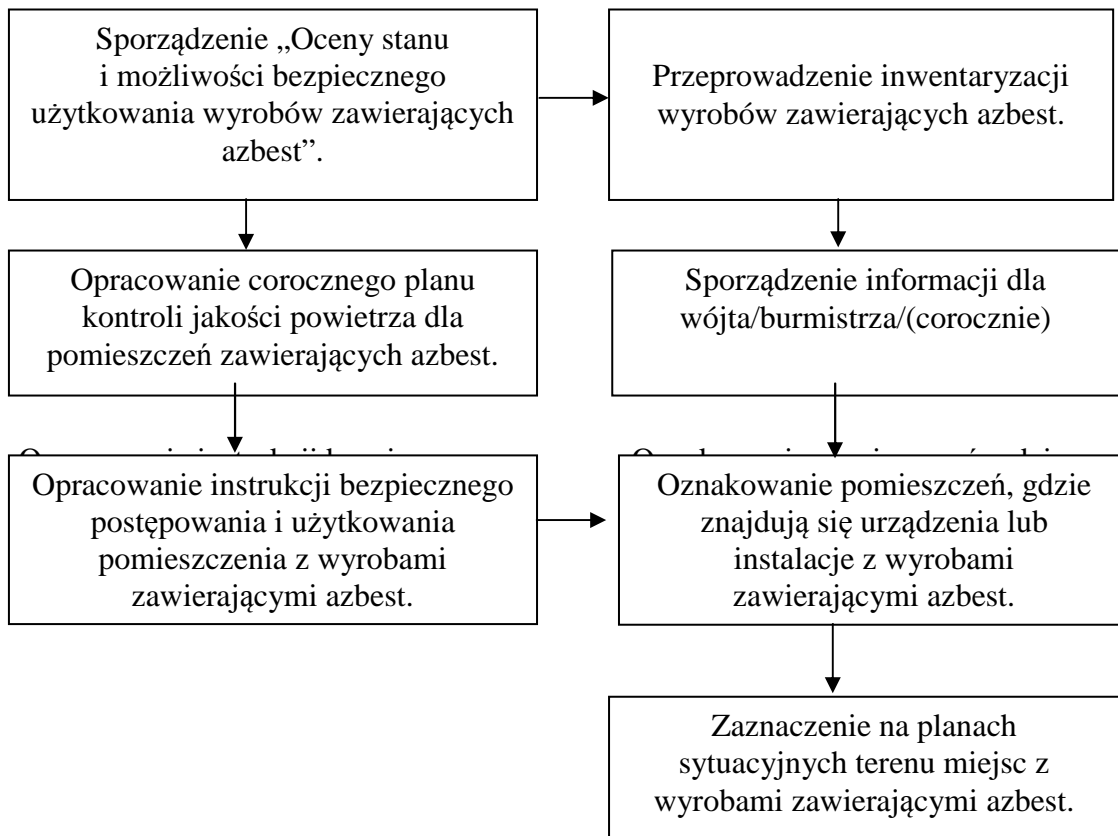 Sporządzenie „Oceny stanu
i możliwości bezpiecznego
użytkowania wyrobów zawierających
azbest”.
Przeprowadzenie inwentaryzacji
wyrobów zawierających azbest.
Opracowanie corocznego planu
kontroli jakości powietrza dla
pomieszczeń zawierających azbest.
Sporządzenie informacji dla
wójta/burmistrza/(corocznie)
Opracowanie instrukcji bezpiecznego
postępowania i użytkowania
pomieszczenia z wyrobami
zawierającymi azbest.
Oznakowanie pomieszczeń, gdzie
znajdują się urządzenia lub
instalacje z wyrobami
zawierającymi azbest.
Zaznaczenie na planach
sytuacyjnych terenu miejsc z
wyrobami zawierającymi azbest.